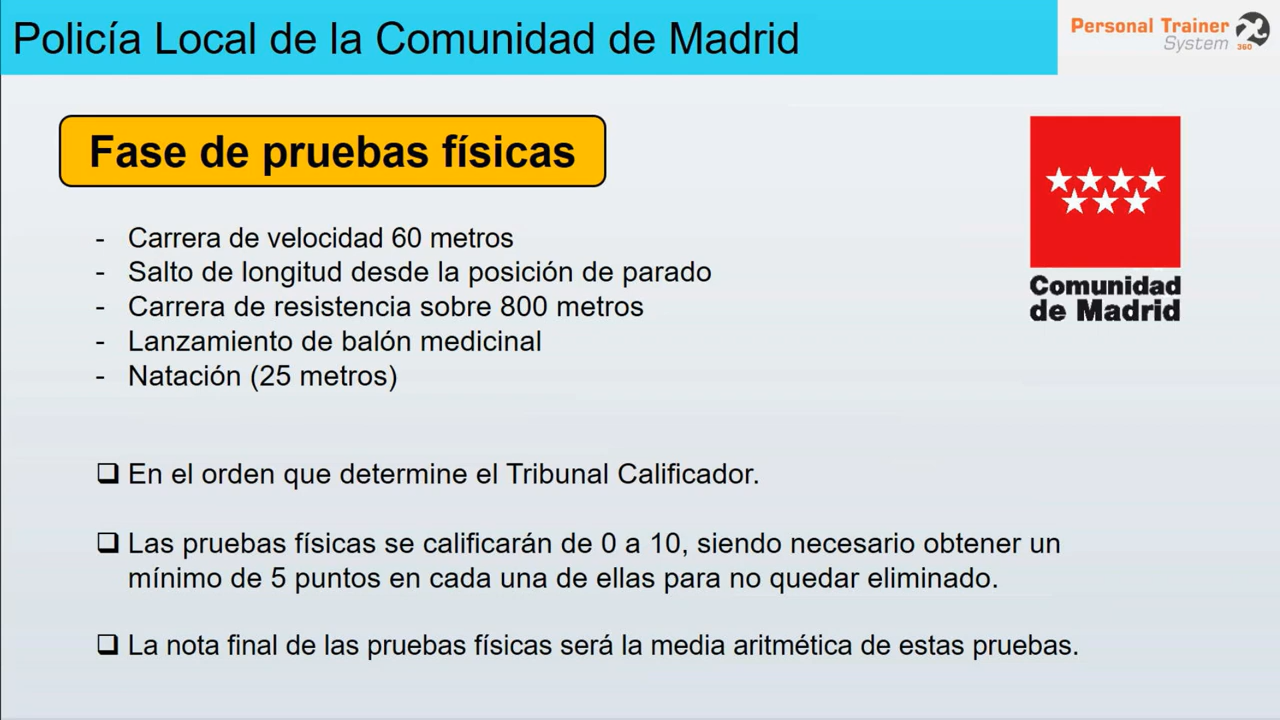 Policía Local de la Comunidad de Madrid
Personal Trainer
System 360
Fase de pruebas físicas
- Carrera de velocidad 60 metros
- Salto de longitud desde la posición de parado
- Carrera de resistencia sobre 800 metros
- Lanzamiento de balón medicinal
- Natación (25 metros)
Comunidad
de Madrid
❑ En el orden que determine el Tribunal Calificador.
❑ Las pruebas físicas se calificarán de 0 a 10, siendo necesario obtener un
mínimo de 5 puntos en cada una de ellas para no quedar eliminado.
❑ La nota final de las pruebas físicas será la media aritmética de estas pruebas.